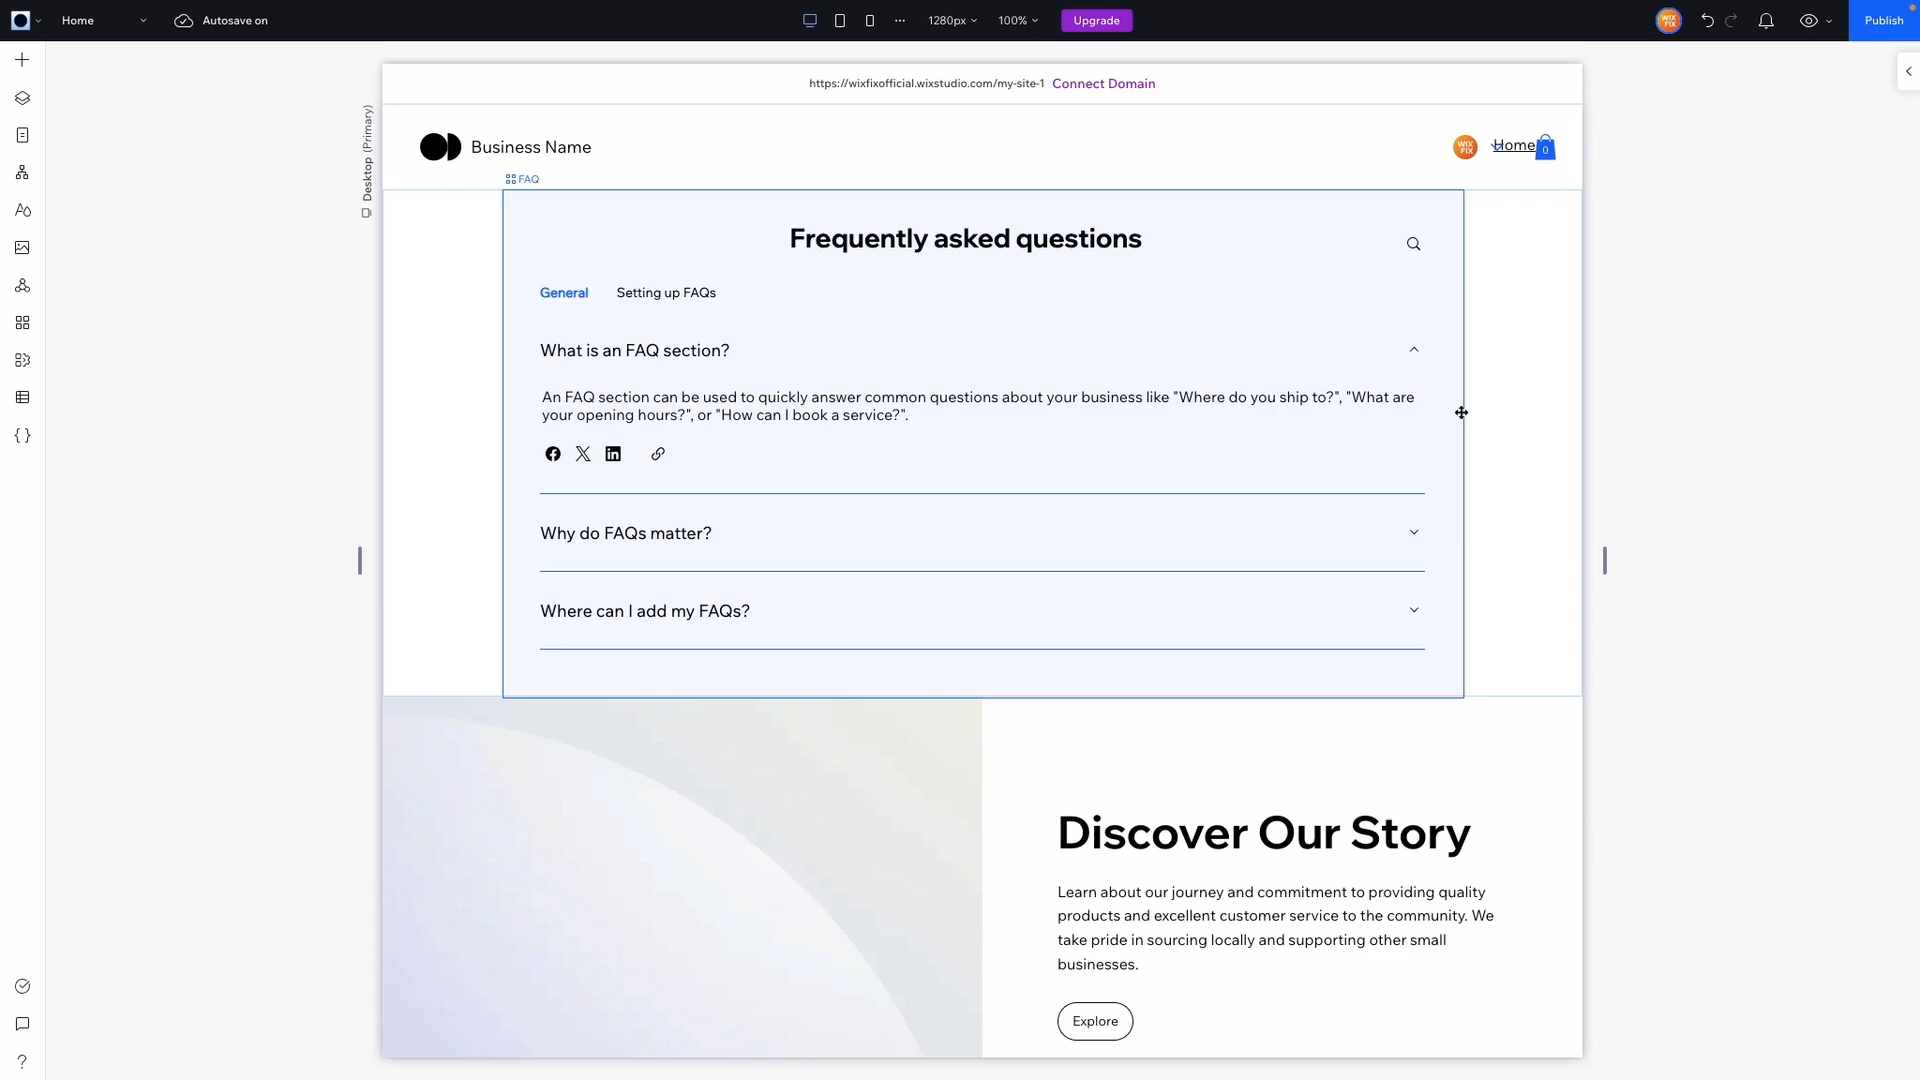 Home
Autosave on
1280px
100%
Upgrade
WIX
FIX
Publish
https://wixfixofficial.wixstudio.com/my-site-1 Connect Domain
Desktop (Primary)
Business Name
WIX
FIX
Home
0
FAQ
Frequently asked questions
General
Setting up FAQs
What is an FAQ section?
An FAQ section can be used to quickly answer common questions about your business like "Where do you ship to?", "What are
your opening hours?", or "How can I book a service?".
Why do FAQs matter?
Where can I add my FAQs?
Discover Our Story
Learn about our journey and commitment to providing quality
products and excellent customer service to the community. We
take pride in sourcing locally and supporting other small
businesses.
Explore